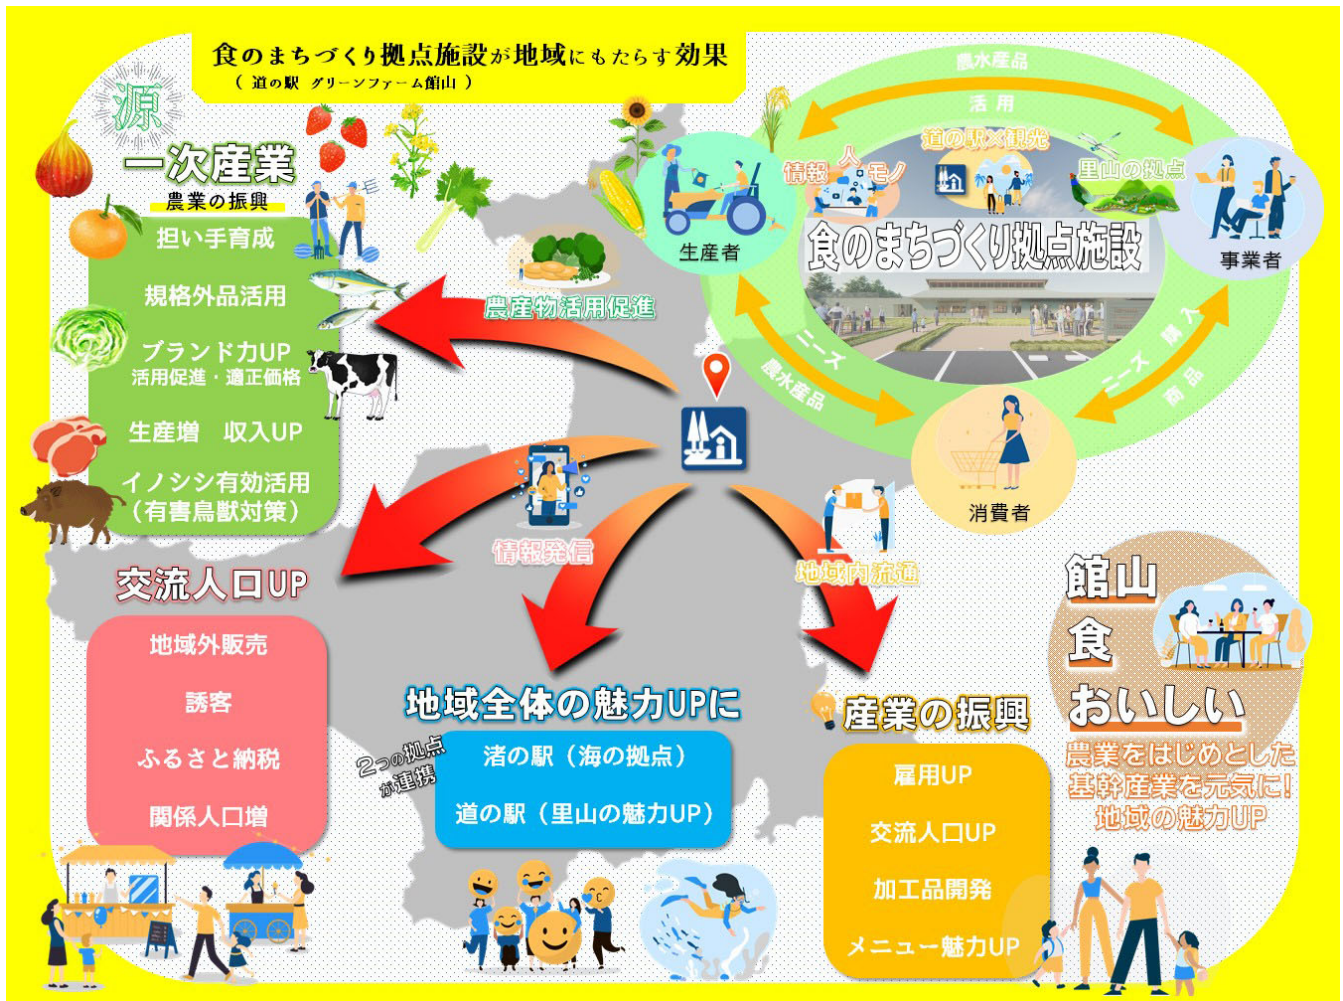 食のまちづくり拠点施設が地域にもたらす効果
（ 道の駅 グリーンファーム館山 ）
源
一次産業
農業の振興
担い手育成
規格外品活用
ブランド力UP
活用促進・適正価格
生産増　収入UP
イノシシ有効活用
（有害鳥獣対策）
農水産品
活用
道の駅×観光
情報
人
モノ
里山の拠点
食のまちづくり拠点施設
生産者
事業者
ニーズ
農水産品
ニーズ　購入
商品
消費者
農産物活用促進
情報発信
地域内流通
交流人口UP
地域外販売
誘客
ふるさと納税
関係人口増
地域全体の魅力UPに
2つの拠点
が連携
渚の駅（海の拠点）
道の駅（里山の魅力UP）
産業の振興
雇用UP
交流人口UP
加工品開発
メニュー魅力UP
館山
食
おいしい
農業をはじめとした
基幹産業を元気に！
地域の魅力UP